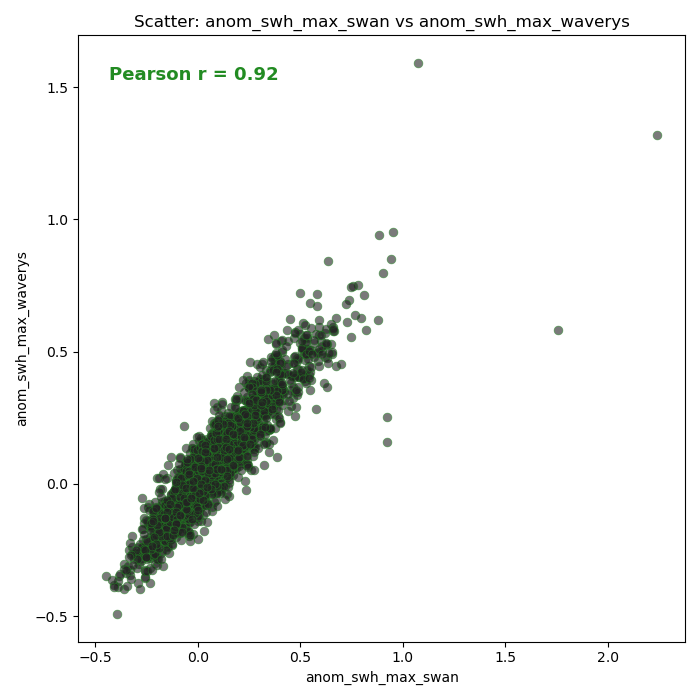 Scatter: anom_swh_max_swan vs anom_swh_max_waverys
Pearson r = 0.92
1.5
1.0
0.5
0.0
−0.5
anom_swh_max_waverys
−0.5 0.0 0.5 1.0 1.5 2.0
anom_swh_max_swan